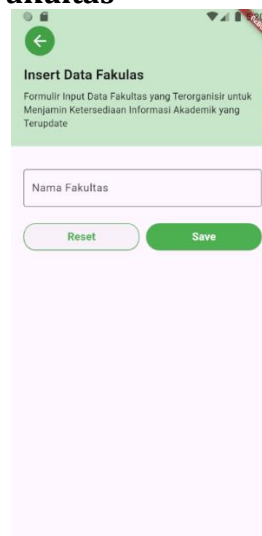 akultas
Insert Data Fakulas
Formulir Input Data Fakultas yang Terorganisir untuk
Menjamin Ketersediaan Informasi Akademik yang
Terupdate
Nama Fakultas
Reset
Save